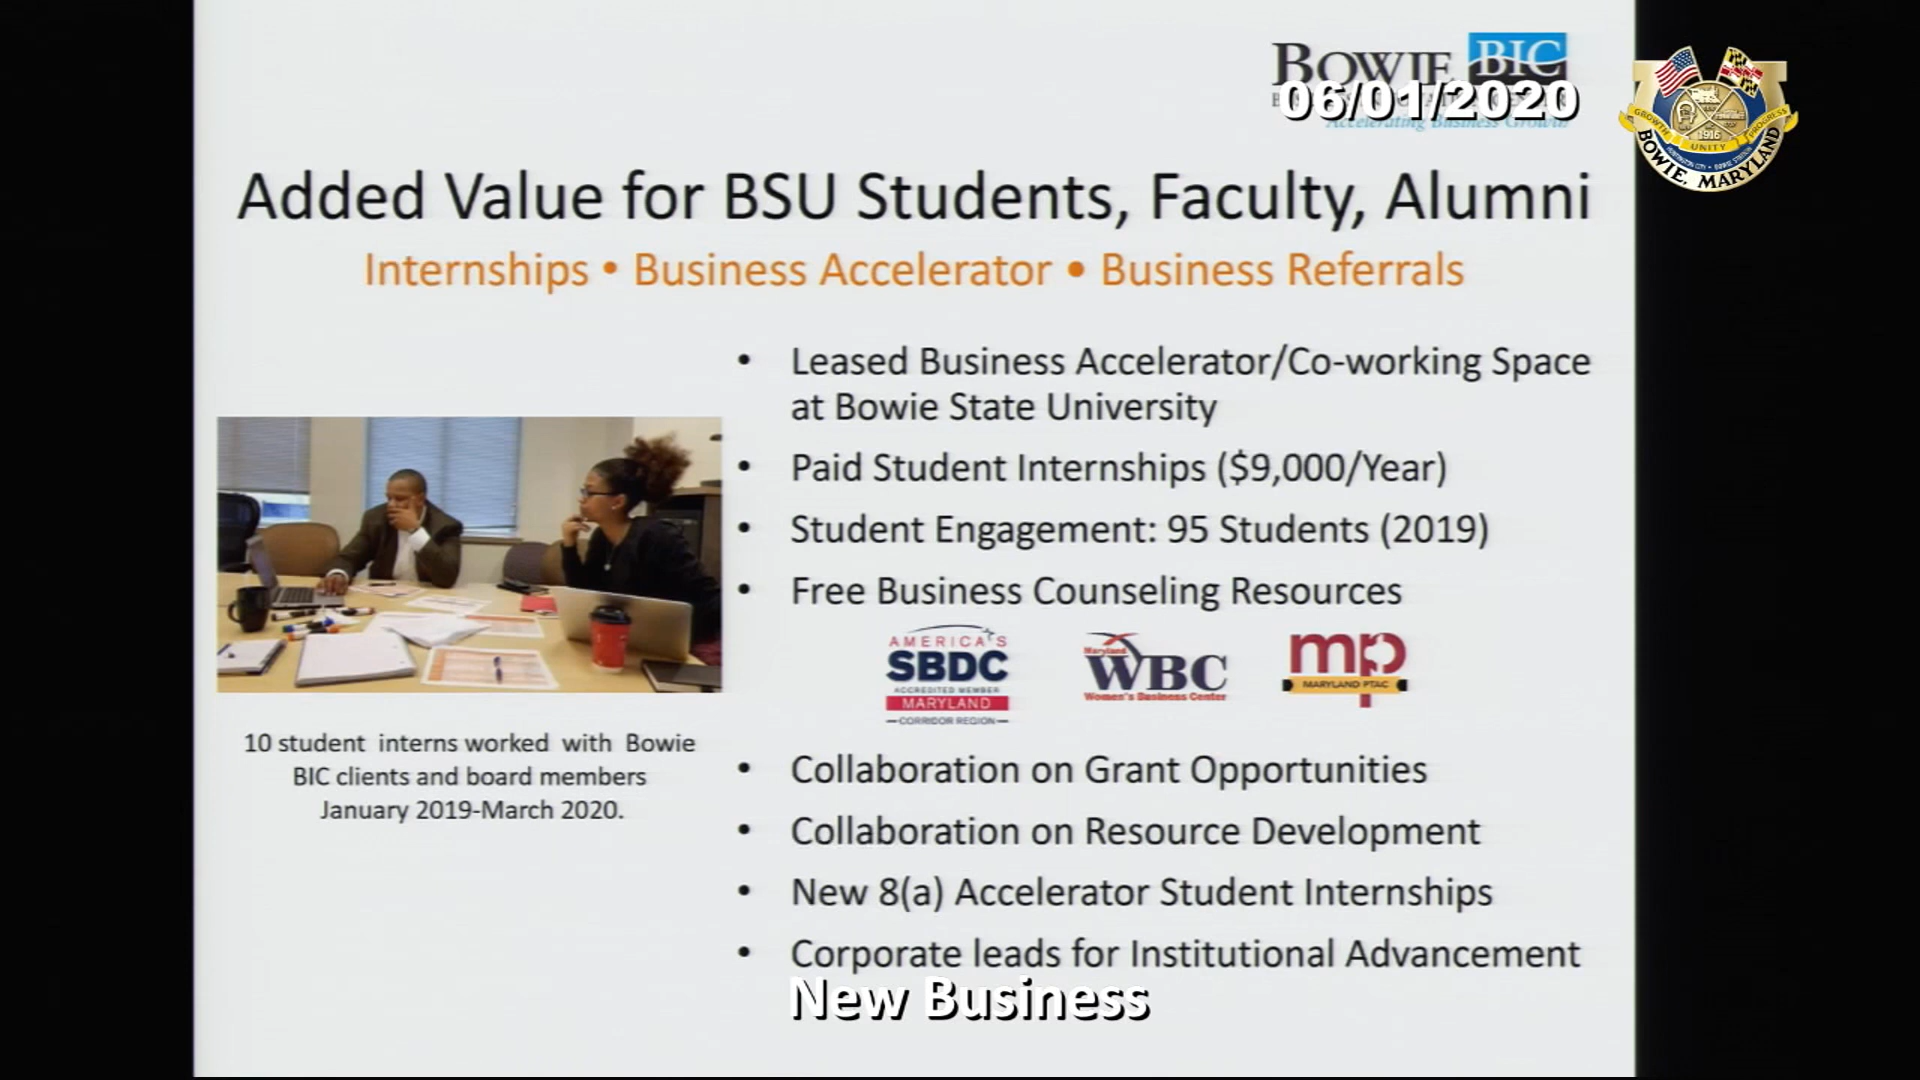 BOWIE BIC
06/01/2020
Accelerating Business Growth
GROWTH
UNITY
PROGRESS
1916
BOWIE, MARYLAND
Added Value for BSU Students, Faculty, Alumni
Internships • Business Accelerator • Business Referrals
• Leased Business Accelerator/Co-working Space
at Bowie State University
• Paid Student Internships ($9,000/Year)
• Student Engagement: 95 Students (2019)
• Free Business Counseling Resources
AMERICA'S
SBDC
ACCREDITED MEMBER
MARYLAND
CORRIDOR REGION
Maryland
WBC
Women's Business Center
mp
MARYLAND PTAC
10 student interns worked with Bowie
BIC clients and board members
January 2019-March 2020.
• Collaboration on Grant Opportunities
• Collaboration on Resource Development
• New 8(a) Accelerator Student Internships
• Corporate leads for Institutional Advancement
New Business